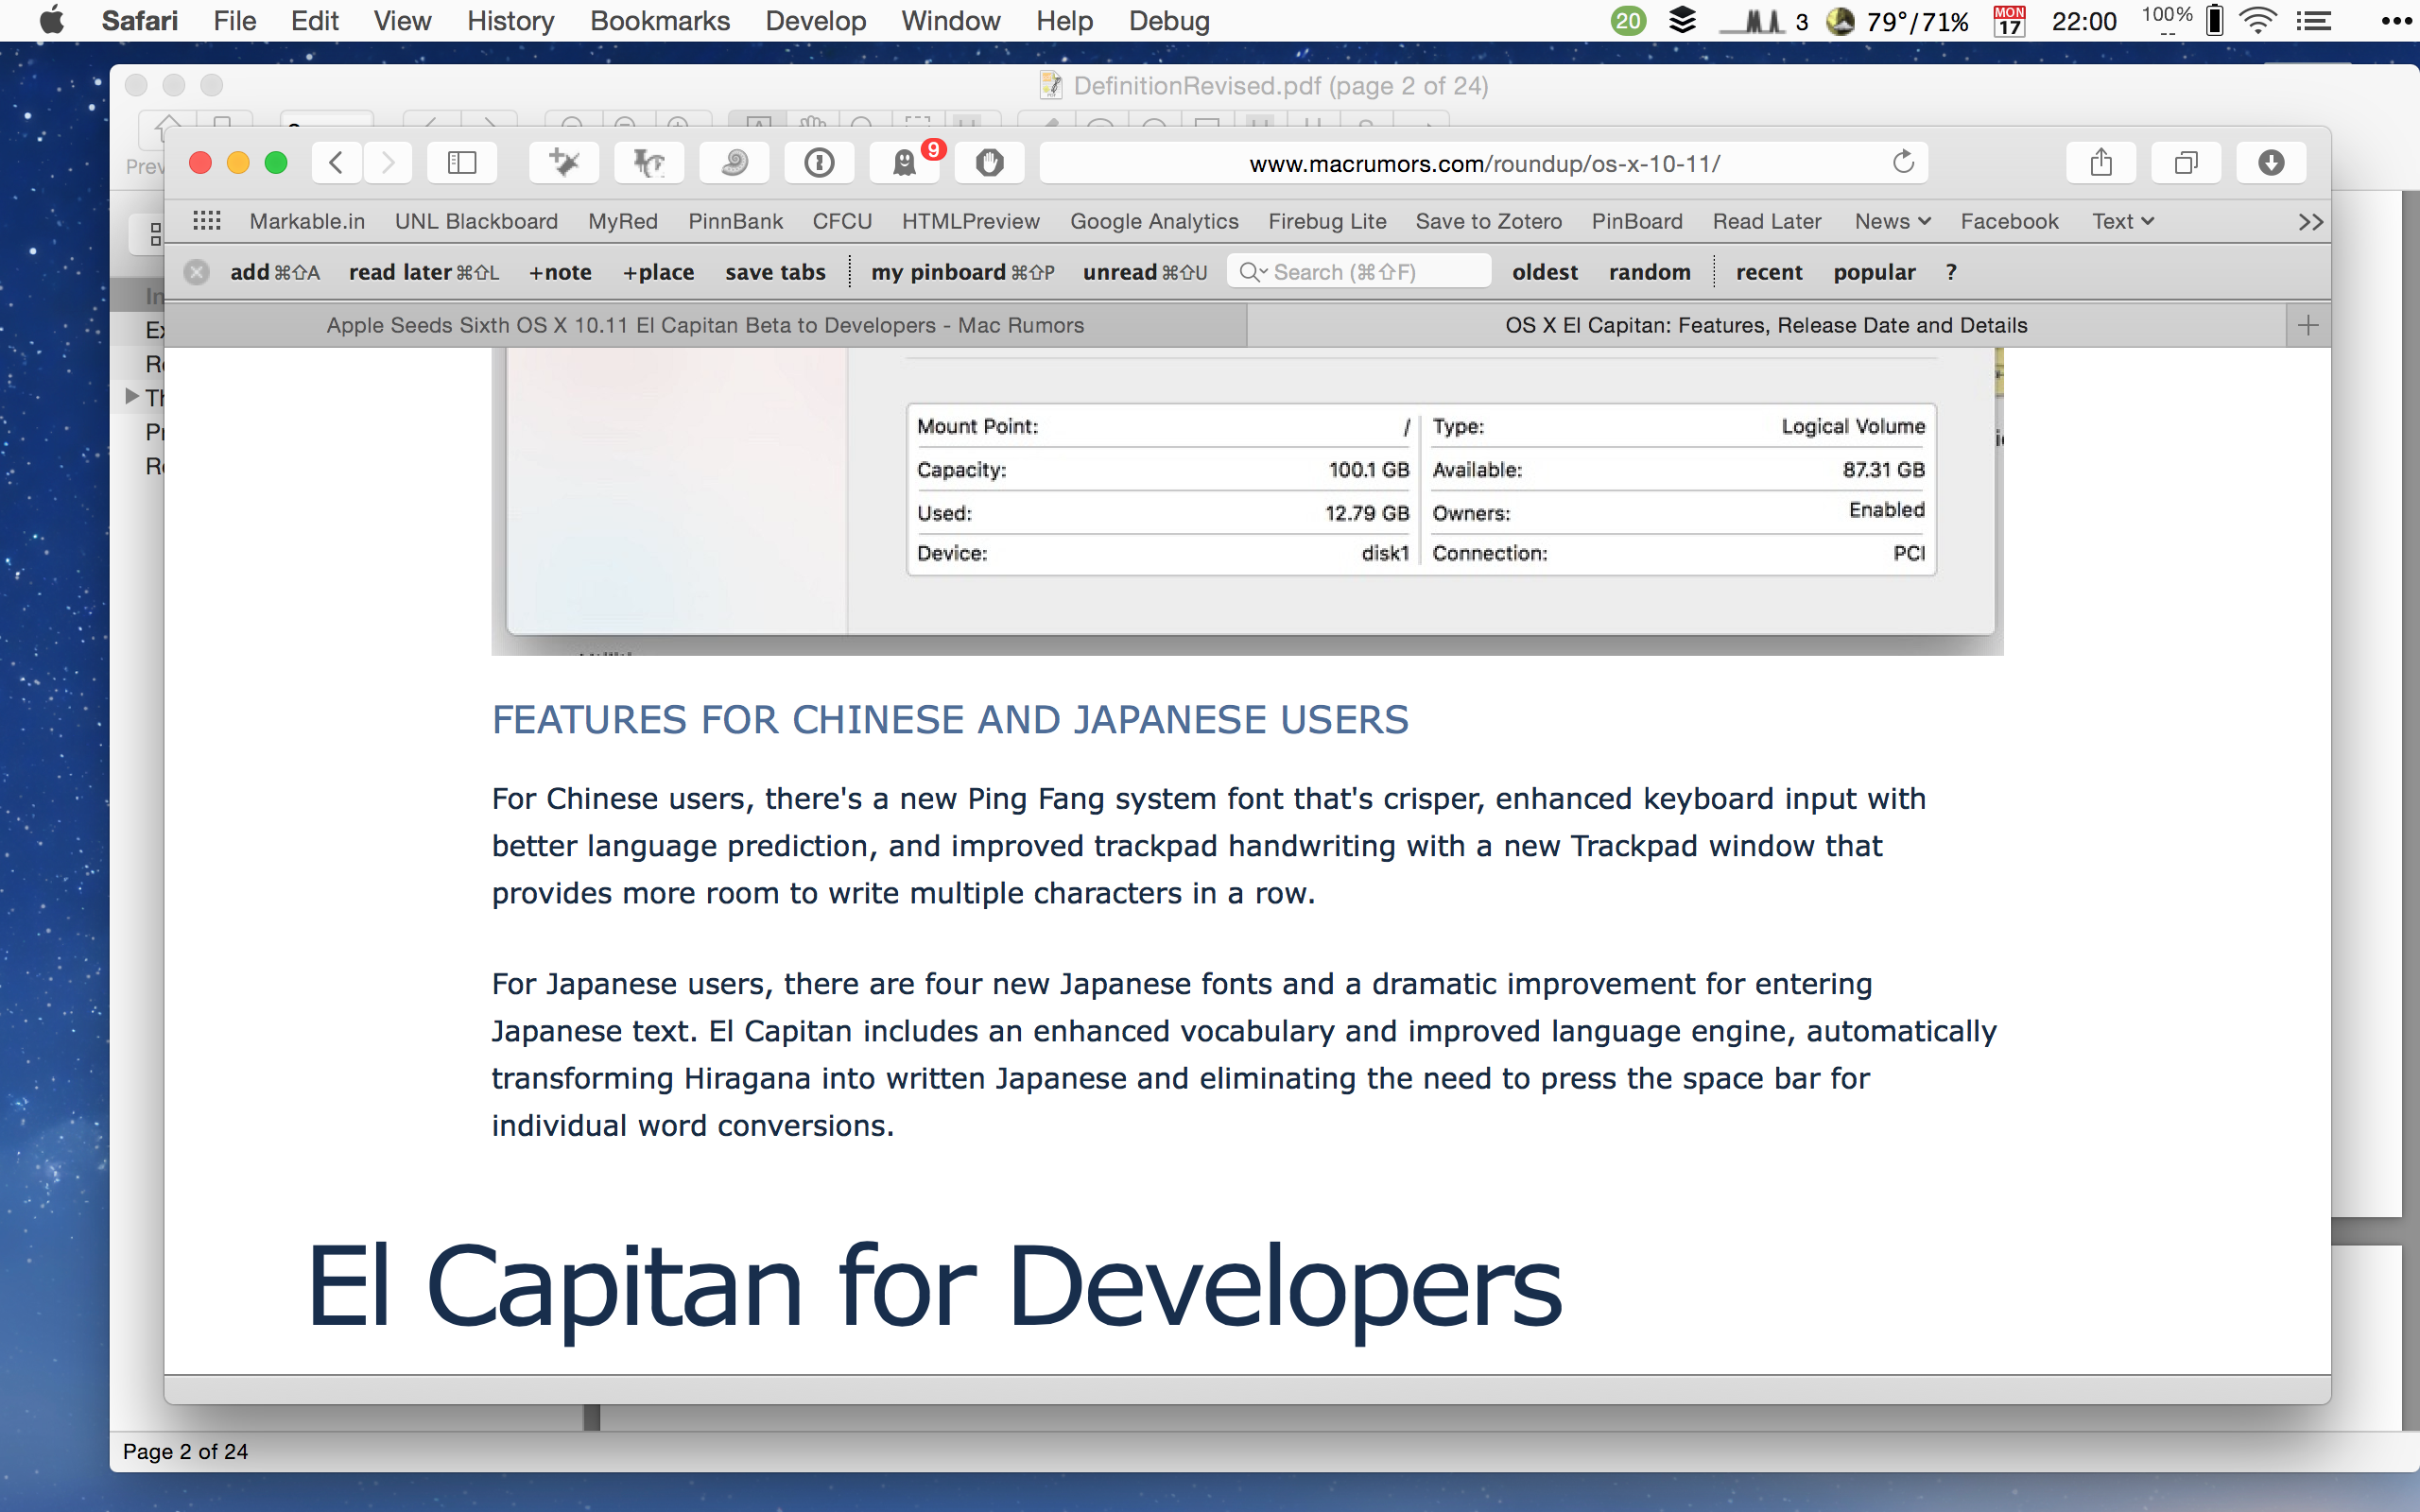 Safari File Edit View History Bookmarks Develop Window Help Debug 20 3 79°/71% MON 17 22:00 100% --
DefinitionRevised.pdf (page 2 of 24)
9
www.macrumors.com/roundup/os-x-10-11/
Markable.in UNL Blackboard MyRed PinnBank CFCU HTMLPreview Google Analytics Firebug Lite Save to Zotero PinBoard Read Later News Facebook Text
add ⌘⇧A read later ⌘⇧L +note +place save tabs my pinboard ⌘⇧P unread ⌘⇧U Search (⌘⇧F) oldest random recent popular ?
Apple Seeds Sixth OS X 10.11 El Capitan Beta to Developers - Mac Rumors
OS X El Capitan: Features, Release Date and Details
Mount Point: / Type: Logical Volume
Capacity: 100.1 GB Available: 87.31 GB
Used: 12.79 GB Owners: Enabled
Device: disk1 Connection: PCI
FEATURES FOR CHINESE AND JAPANESE USERS
For Chinese users, there's a new Ping Fang system font that's crisper, enhanced keyboard input with
better language prediction, and improved trackpad handwriting with a new Trackpad window that
provides more room to write multiple characters in a row.
For Japanese users, there are four new Japanese fonts and a dramatic improvement for entering
Japanese text. El Capitan includes an enhanced vocabulary and improved language engine, automatically
transforming Hiragana into written Japanese and eliminating the need to press the space bar for
individual word conversions.
El Capitan for Developers
Page 2 of 24